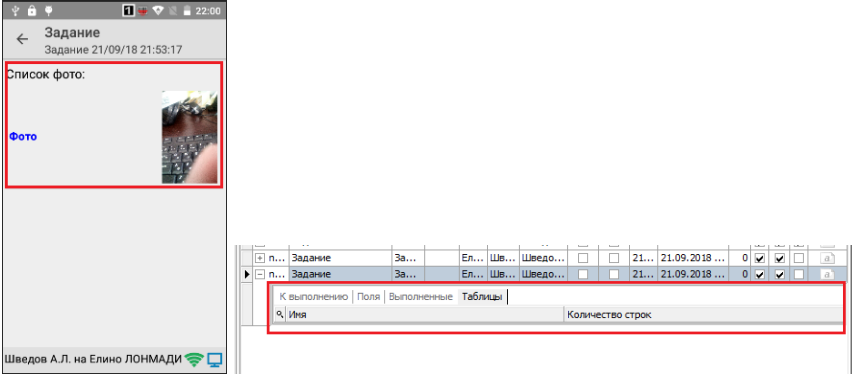 1 22:00
Задание
Задание 21/09/18 21:53:17
Список фото:
Фото
Шведов А.Л. на Елино ЛОНМАДИ
п... Задание За... Ел... Шв... Шведо... 21... 21.09.2018 ... 0 a
п... Задание За... Ел... Шв... Шведо... 21... 21.09.2018 ... 0 a
К выполнению Поля Выполненные Таблицы
Имя Количество строк